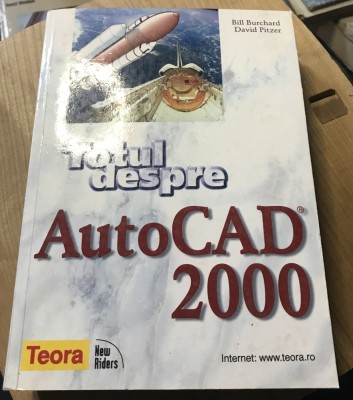 Bill Burchard
David Pitzer
Totul
despre
AutoCAD®
2000
Teora
New
Riders
Internet: www.teora.ro